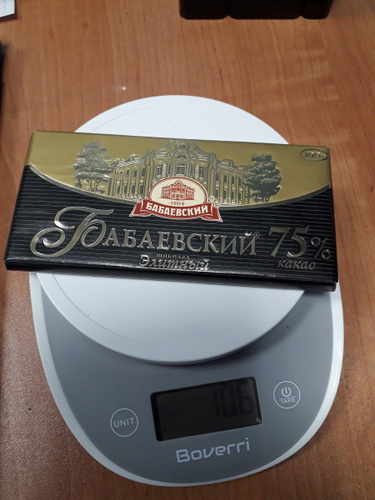 100г
1804
БАБАЕВСКИЙ
БАБАЕВСКИЙ® 75%
ШОКОЛАД
Элитный
какао
106
UNIT
TARE
Boverri